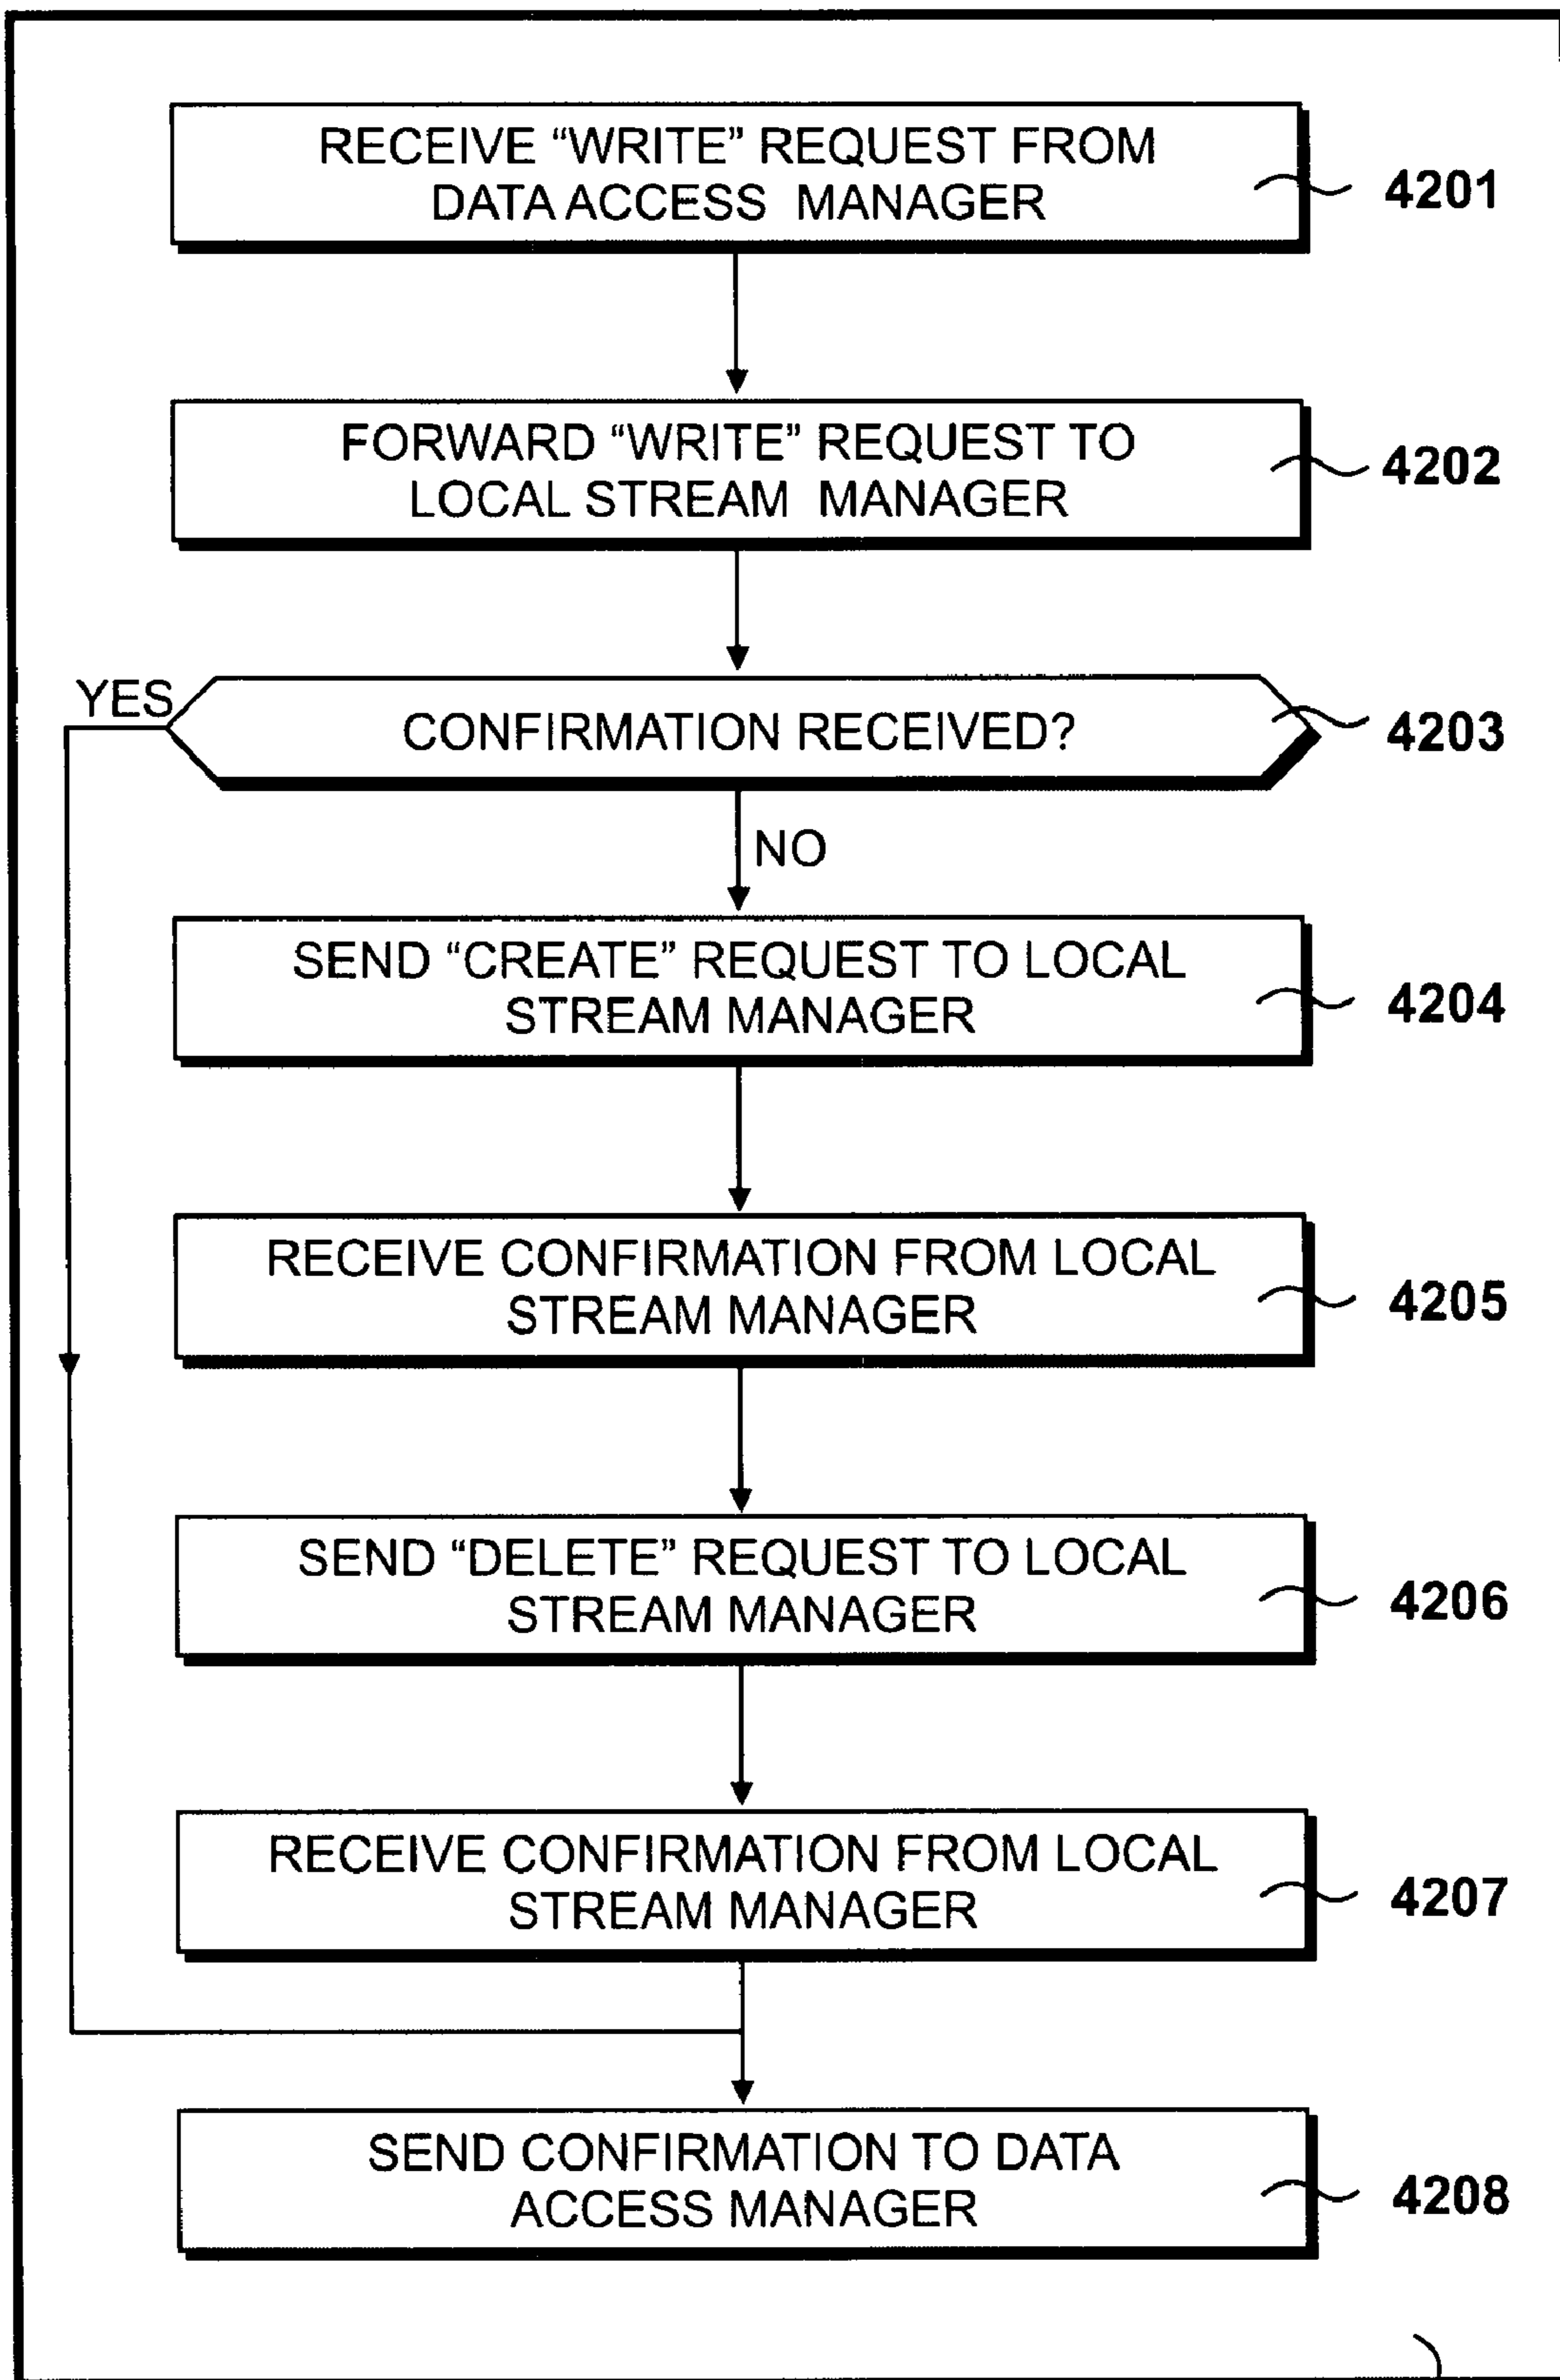 RECEIVE “WRITE” REQUEST FROM
DATA ACCESS MANAGER
4201
FORWARD “WRITE” REQUEST TO
LOCAL STREAM MANAGER
4202
YES
CONFIRMATION RECEIVED?
4203
NO
SEND “CREATE” REQUEST TO LOCAL
STREAM MANAGER
4204
RECEIVE CONFIRMATION FROM LOCAL
STREAM MANAGER
4205
SEND “DELETE” REQUEST TO LOCAL
STREAM MANAGER
4206
RECEIVE CONFIRMATION FROM LOCAL
STREAM MANAGER
4207
SEND CONFIRMATION TO DATA
ACCESS MANAGER
4208